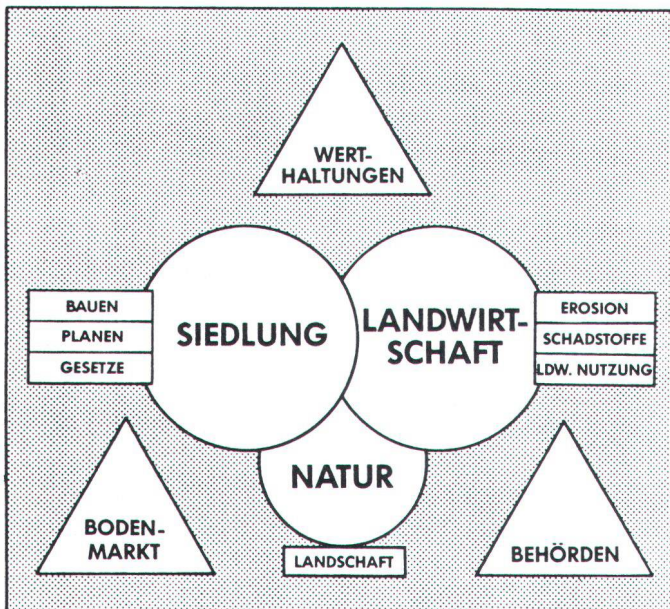 WERT-
HALTUNGEN
BAUEN
PLANEN
GESETZE
SIEDLUNG
LANDWIRT-
SCHAFT
EROSION
SCHADSTOFFE
LDW. NUTZUNG
NATUR
BODEN-
MARKT
LANDSCHAFT
BEHÖRDEN